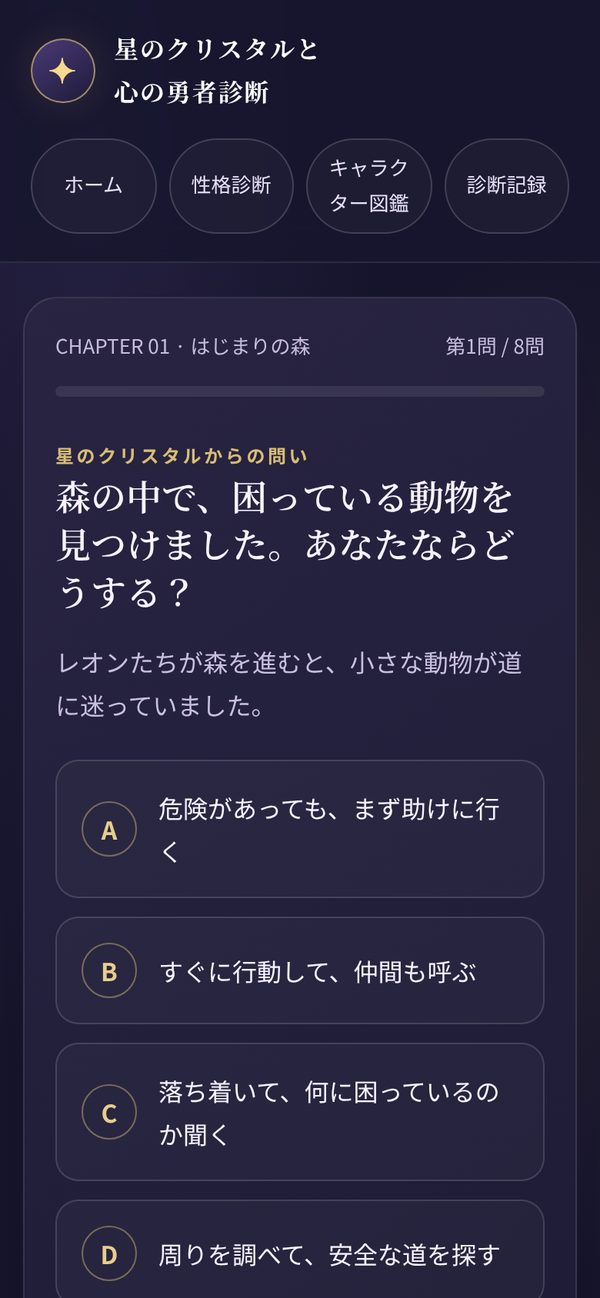 星のクリスタルと
心の勇者診断
ホーム
性格診断
キャラク
ター図鑑
診断記録
CHAPTER 01 · はじまりの森
第1問 / 8問
星のクリスタルからの問い
森の中で、困っている動物を
見つけました。あなたならど
うする？
レオンたちが森を進むと、小さな動物が道
に迷っていました。
A
危険があっても、まず助けに行
く
B
すぐに行動して、仲間も呼ぶ
C
落ち着いて、何に困っているの
か聞く
D
周りを調べて、安全な道を探す